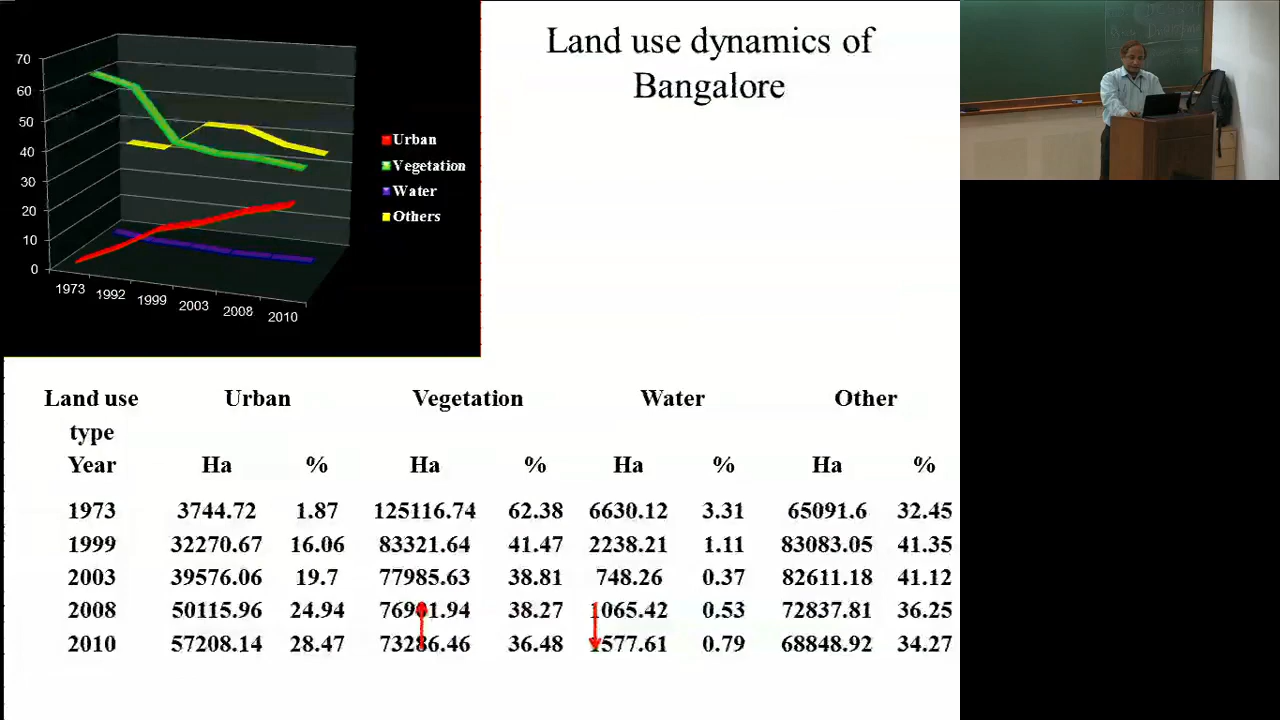 Land use dynamics of
Bangalore
70
60
50
40
30
20
10
0
1973 1992 1999 2003 2008 2010
Urban
Vegetation
Water
Others
Land use type Urban Vegetation Water Other
Year Ha % Ha % Ha % Ha %
1973 3744.72 1.87 125116.74 62.38 6630.12 3.31 65091.6 32.45
1999 32270.67 16.06 83321.64 41.47 2238.21 1.11 83083.05 41.35
2003 39576.06 19.7 77985.63 38.81 748.26 0.37 82611.18 41.12
2008 50115.96 24.94 38.27 1065.42 0.53 72837.81 36.25
2010 57208.14 28.47 73286.46 36.48 1577.61 0.79 68848.92 34.27